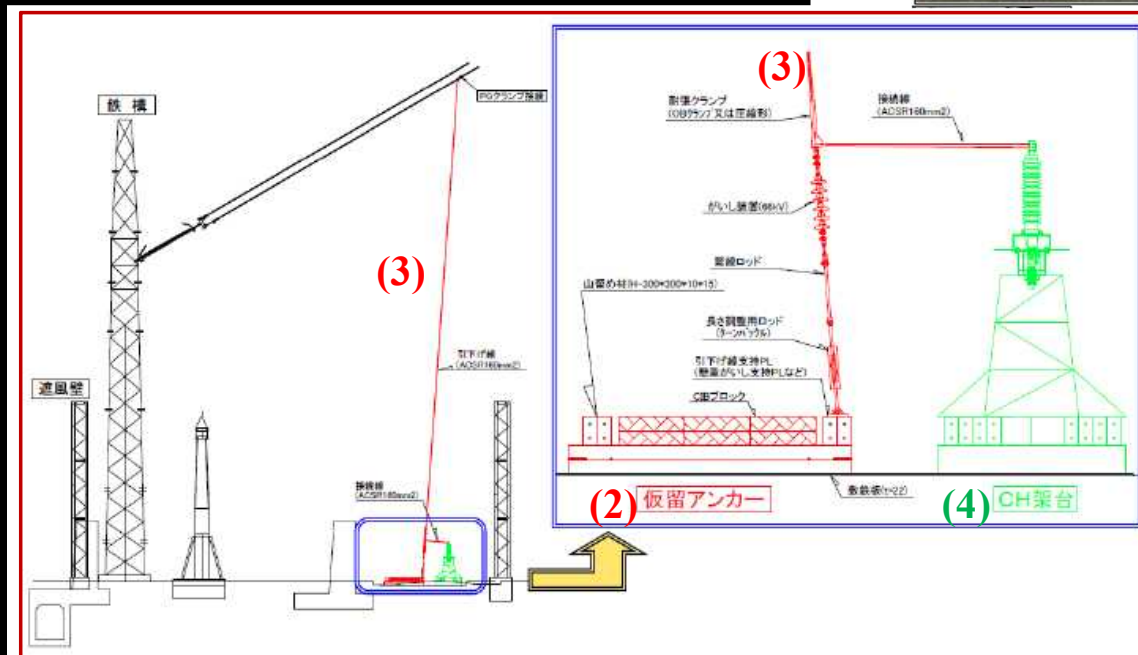 鉄構
PGクランプ接続
(3)
引下げ線
(ACSR160mm2)
遮風壁
接続線
(ACSR160mm2)
(3)
耐張クランプ
(OBクランプ又は圧縮形)
接続線
(ACSR160mm2)
がいし装置(66kV)
緊線ロッド
山留め材(H-300*300*10*15)
長さ調整用ロッド
(ターンバックル)
引下げ線支持PL
(懸垂がいし支持PLなど)
C型ブロック
敷鉄板(t=22)
(2) 仮留アンカー
(4) CH架台